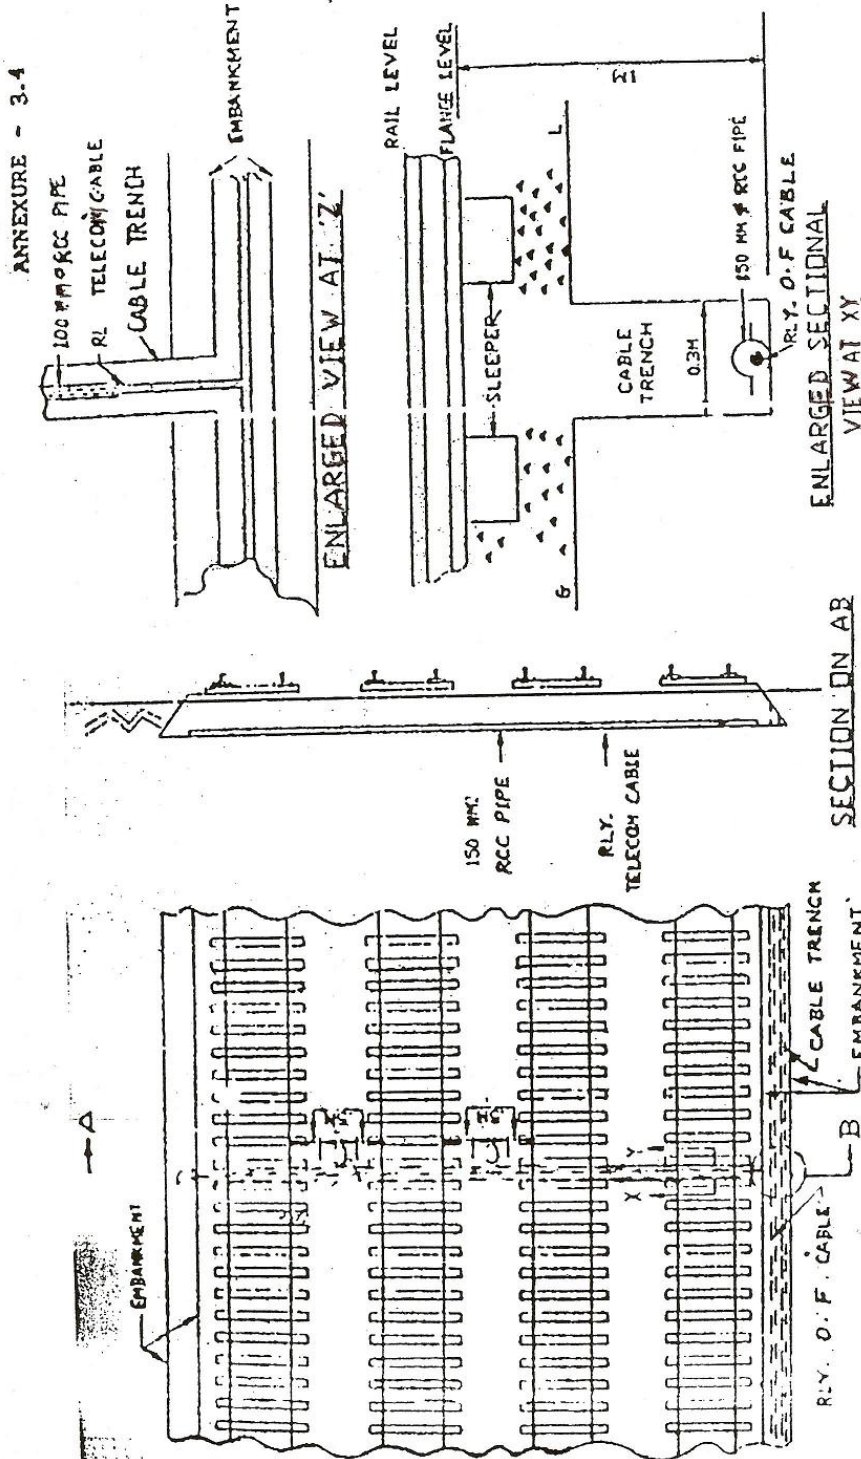 ANNEXURE - 3.4
100 MM Φ RCC PIPE
RL TELECOM CABLE
CABLE TRENCH
EMBANKMENT
ENLARGED VIEW AT 'Z'
RAIL LEVEL
FLANGE LEVEL
SLEEPER
G
L
1M
CABLE
TRENCH
0.3M
150 MM Φ RCC PIPE
RLY. O.F CABLE
ENLARGED SECTIONAL
VIEW AT XY
150 MM.
RCC PIPE
RLY.
TELECOM CABLE
SECTION ON AB
A
EMBANKMENT
X
Y
RLY. O. F. CABLE
B
CABLE TRENCH
EMBANKMENT